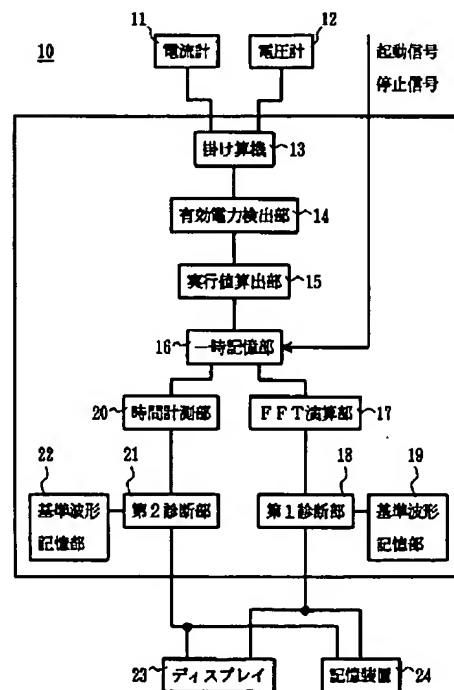 11
12
10
電流計
電圧計
起動信号
停止信号
掛け算機
13
有効電力検出部
14
実行値算出部
15
16
一時記憶部
20
時間計測部
FFT演算部
17
22
21
18
19
基準波形
記憶部
第2診断部
第1診断部
基準波形
記憶部
23
ディスプレイ
記憶装置
24